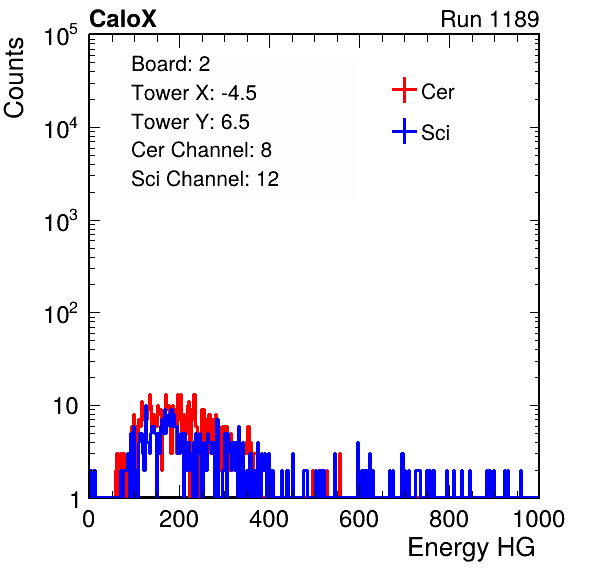 CaloX Run 1189
Counts
Board: 2
Tower X: -4.5
Tower Y: 6.5
Cer Channel: 8
Sci Channel: 12
Cer
Sci
10^5
10^4
10^3
10^2
10
1
0 200 400 600 800 1000
Energy HG